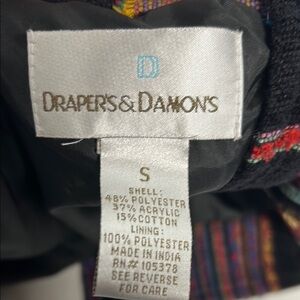 D
DRAPER'S & DAMON'S
S
SHELL:
48% POLYESTER
37% ACRYLIC
15% COTTON
LINING:
100% POLYESTER
MADE IN INDIA
RN# 105378
SEE REVERSE
FOR CARE